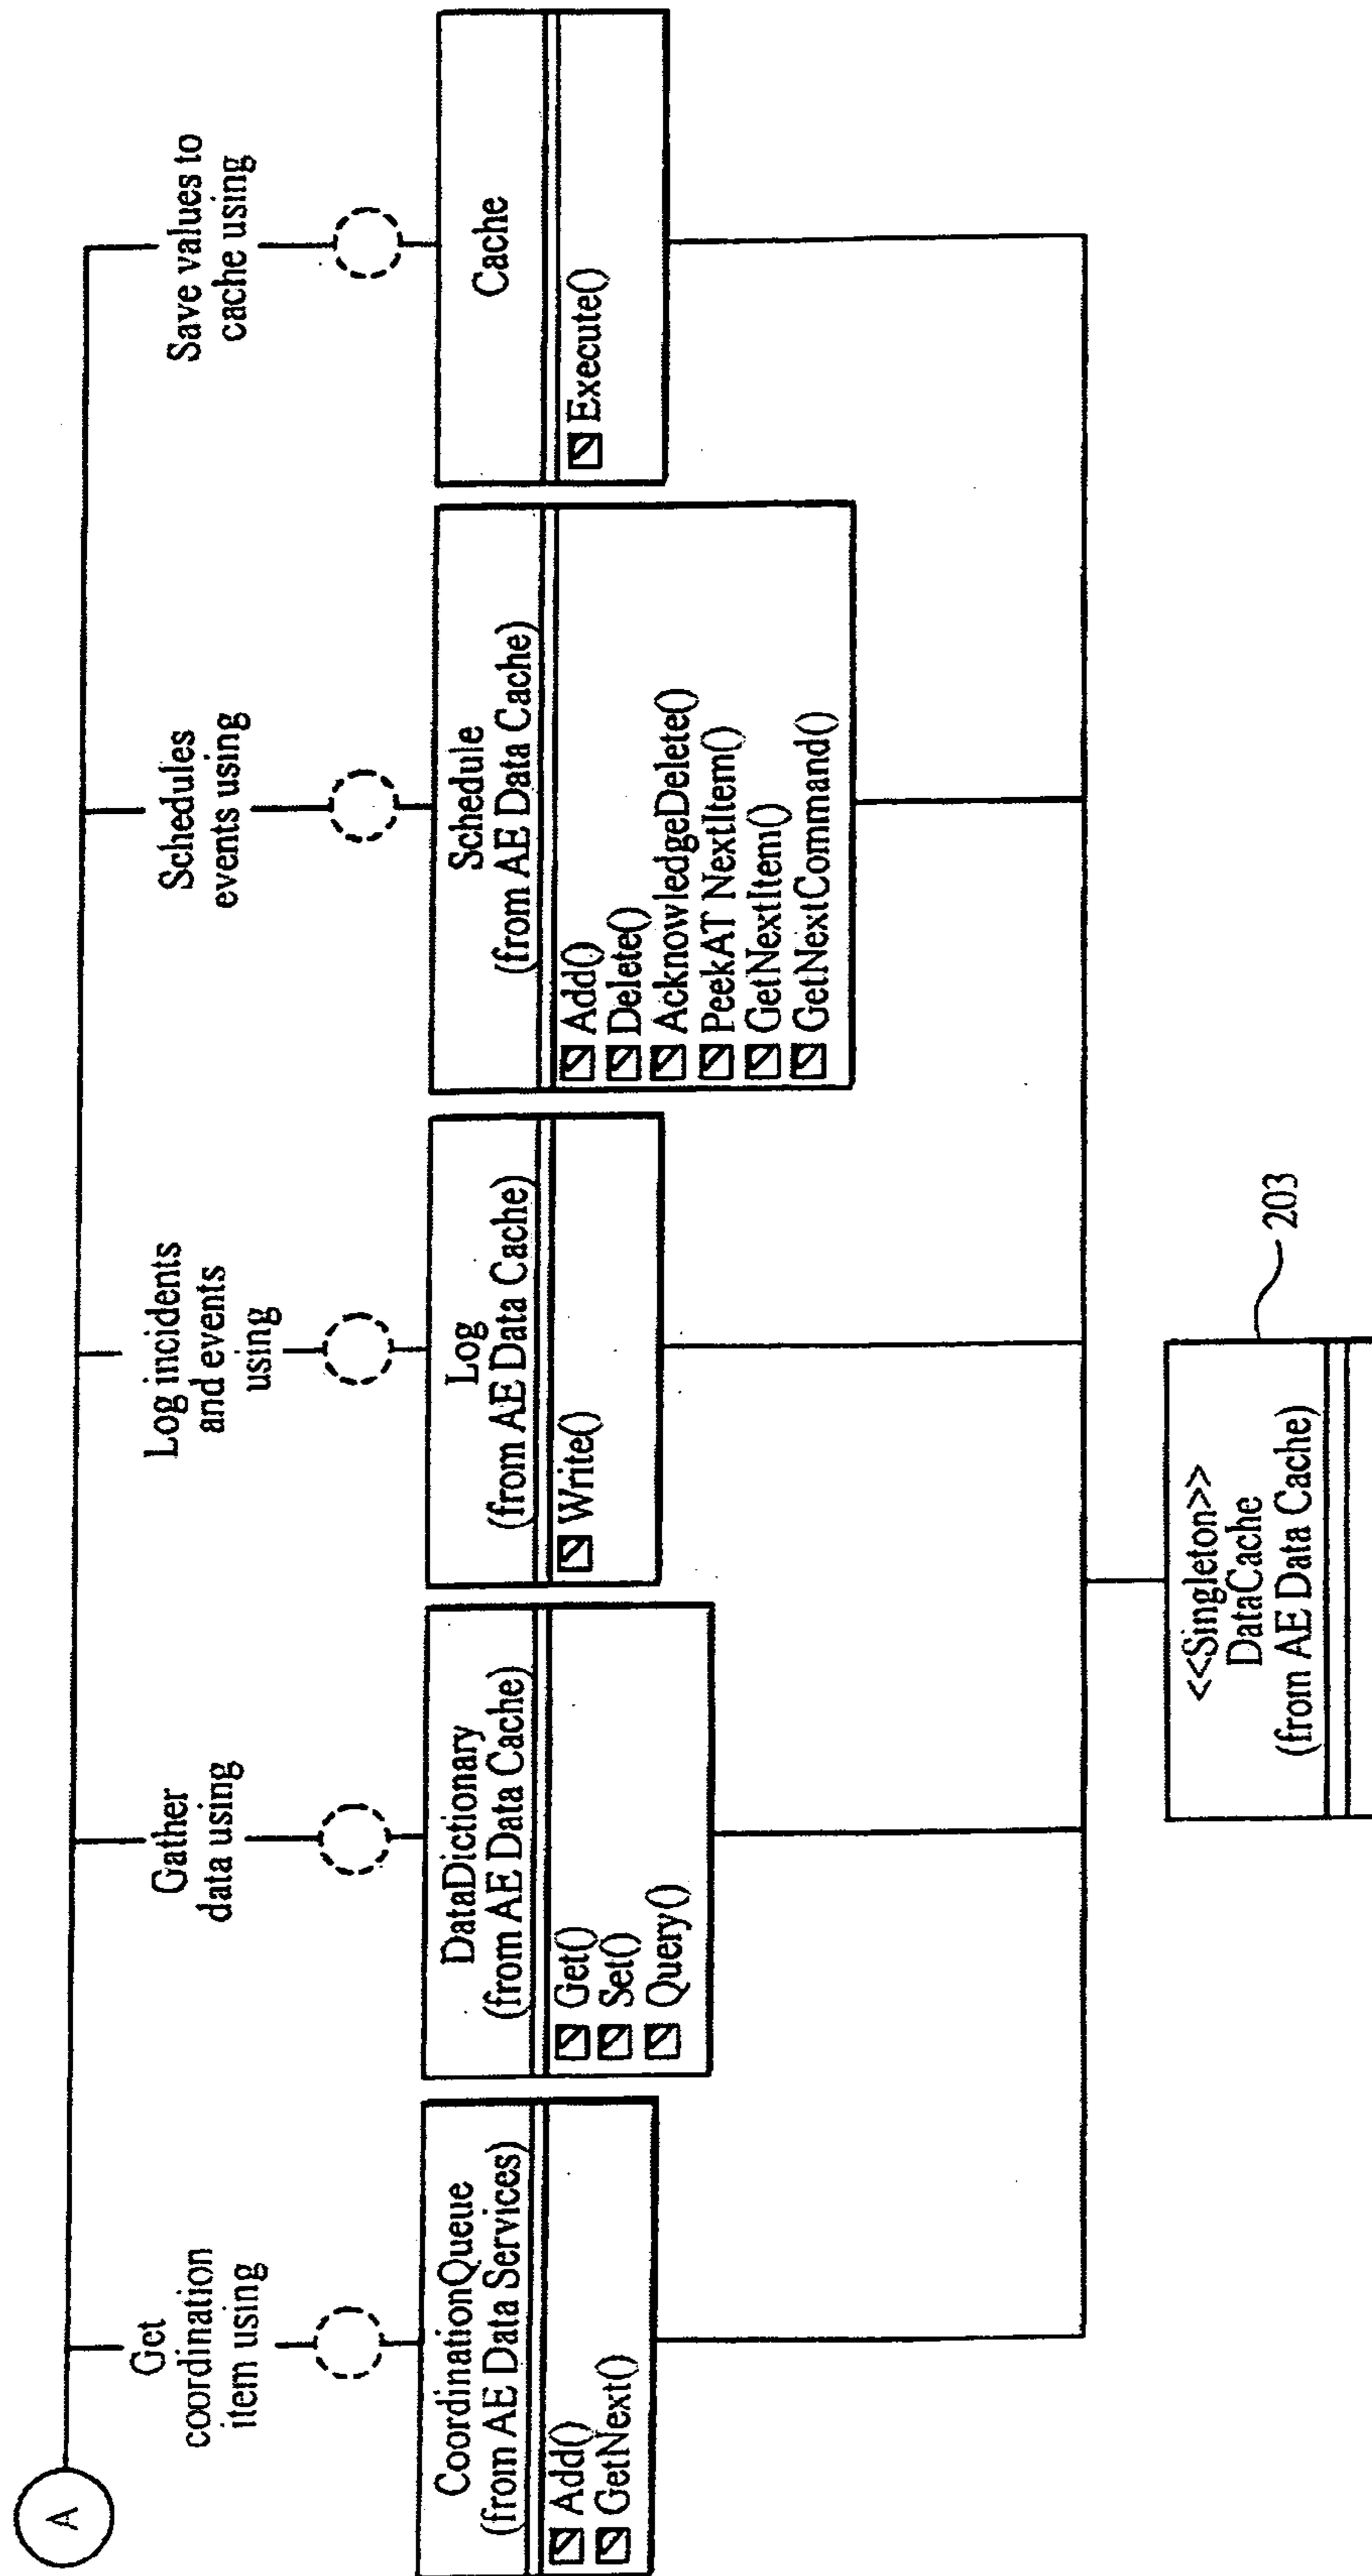 A
Get
coordination
item using
Gather
data using
Log incidents
and events
using
Schedules
events using
Save values to
cache using
CoordinationQueue
(from AE Data Services)
Add()
GetNext()
DataDictionary
(from AE Data Cache)
Get()
Set()
Query()
Log
(from AE Data Cache)
Write()
Schedule
(from AE Data Cache)
Add()
Delete()
AcknowledgeDelete()
PeekAT NextItem()
GetNextItem()
GetNextCommand()
Cache
Execute()
<<Singleton>>
DataCache
(from AE Data Cache)
203